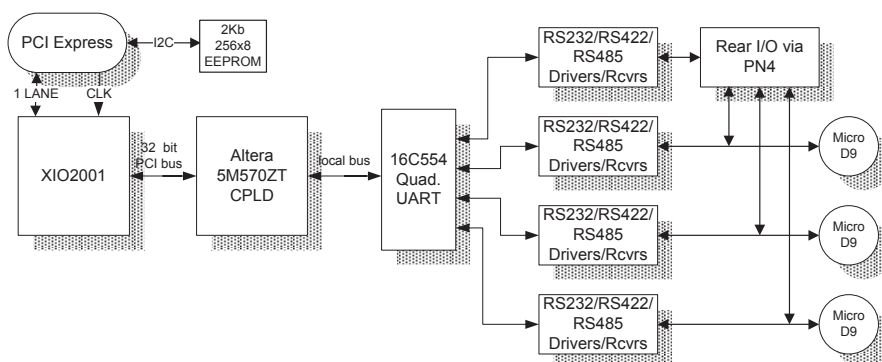 PCI Express
I2C
2Kb
256x8
EEPROM
1 LANE
CLK
XIO2001
32 bit
PCI bus
Altera
5M570ZT
CPLD
local bus
16C554
Quad.
UART
RS232/RS422/
RS485
Drivers/Rcvrs
Rear I/O via
PN4
RS232/RS422/
RS485
Drivers/Rcvrs
Micro
D9
RS232/RS422/
RS485
Drivers/Rcvrs
Micro
D9
RS232/RS422/
RS485
Drivers/Rcvrs
Micro
D9